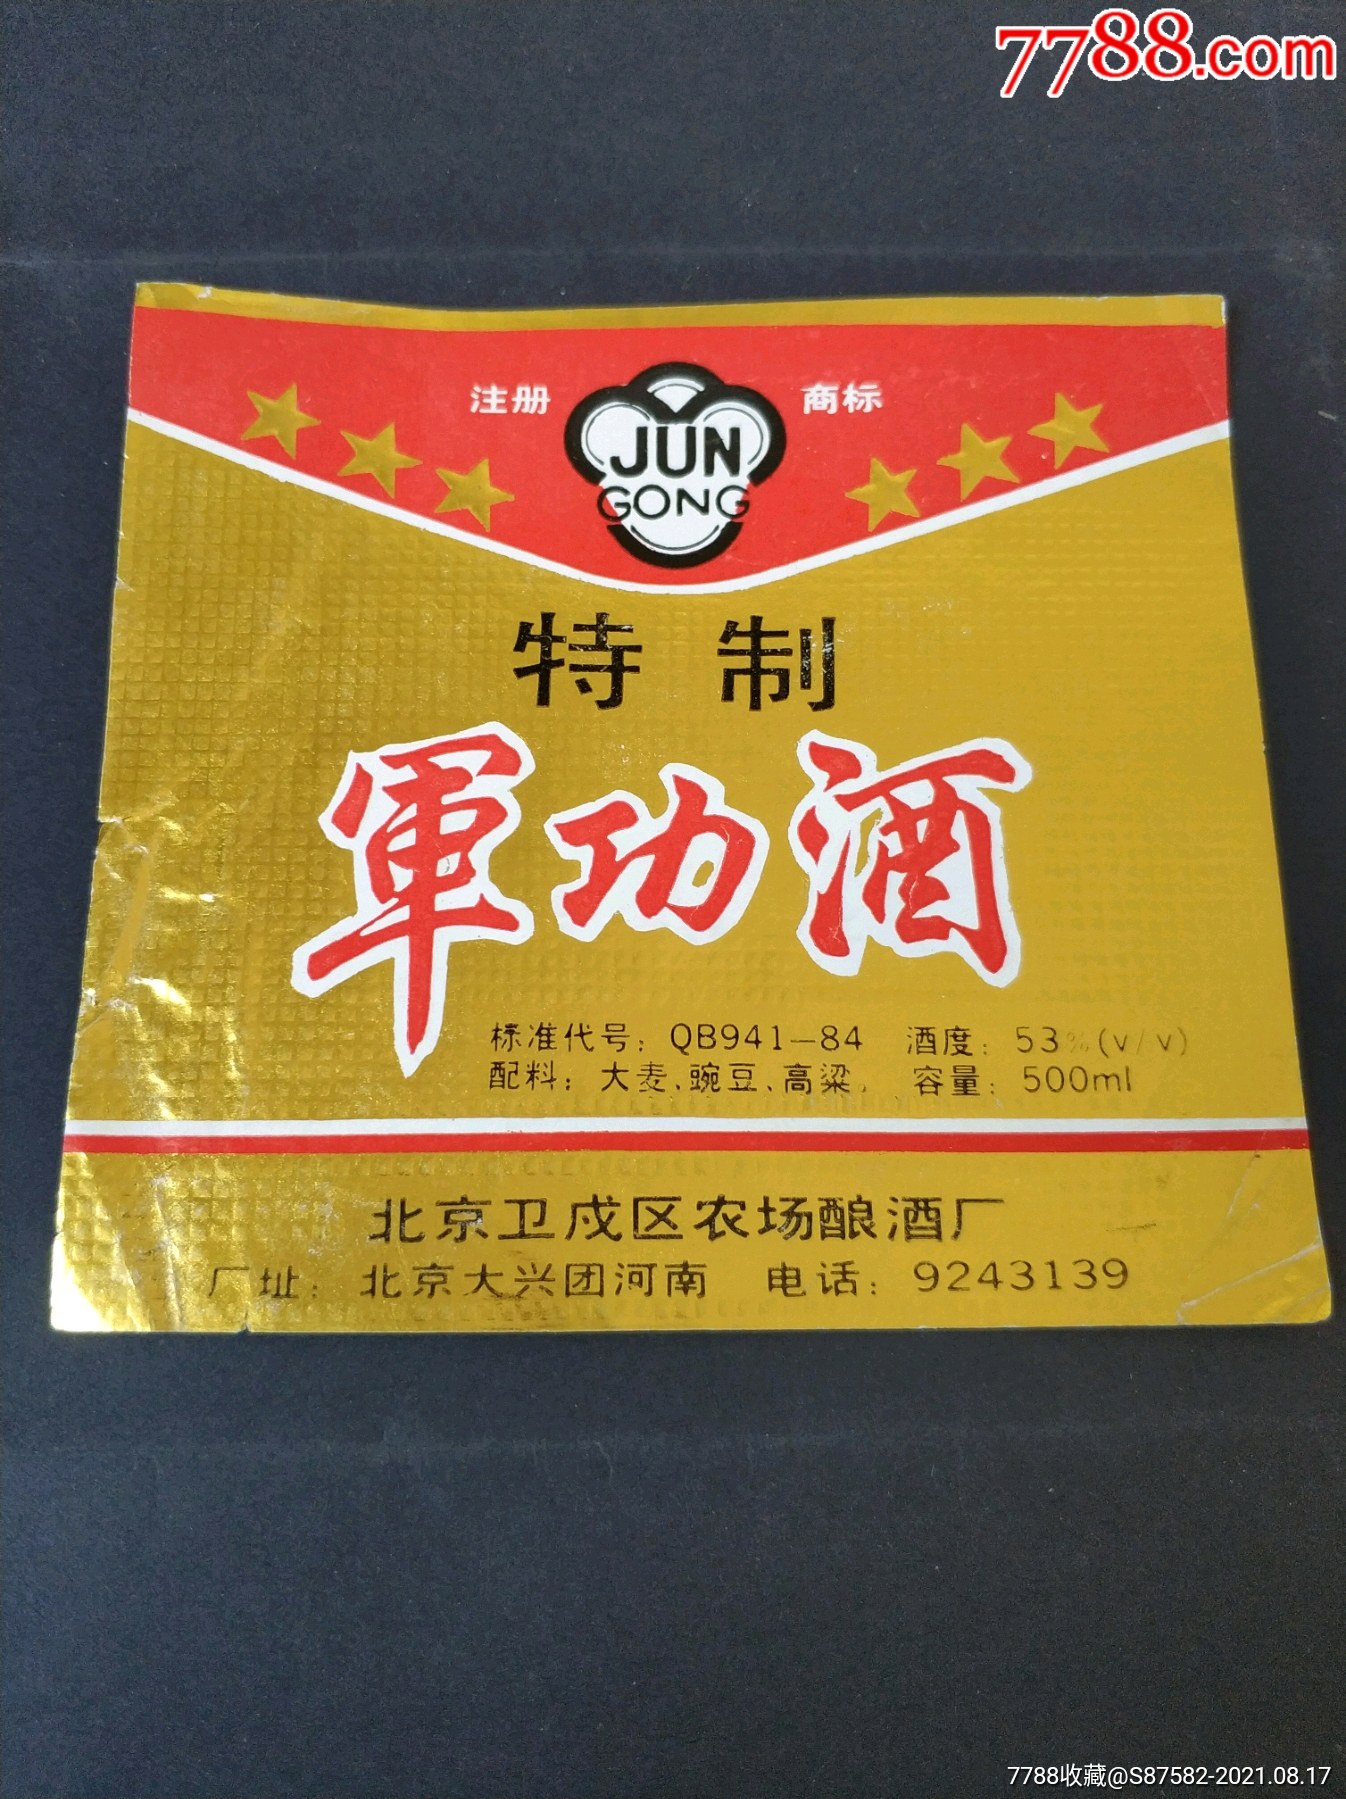 7788.com
注册 商标
JUN
GONG
特制
軍功酒
标准代号：QB941-84 酒度：53%(v/v)
配料：大麦、豌豆、高粱、 容量：500ml
北京卫戍区农场酿酒厂
厂址：北京大兴团河南 电话：9243139
7788收藏@S87582-2021.08.17